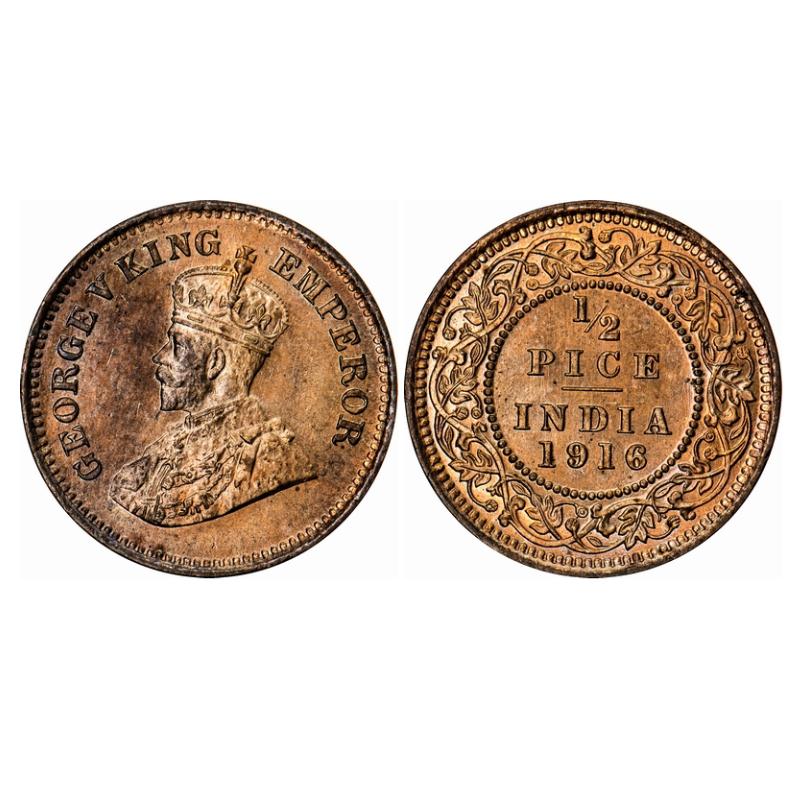 GEORGE V KING EMPEROR
1/2
PICE
INDIA
1916